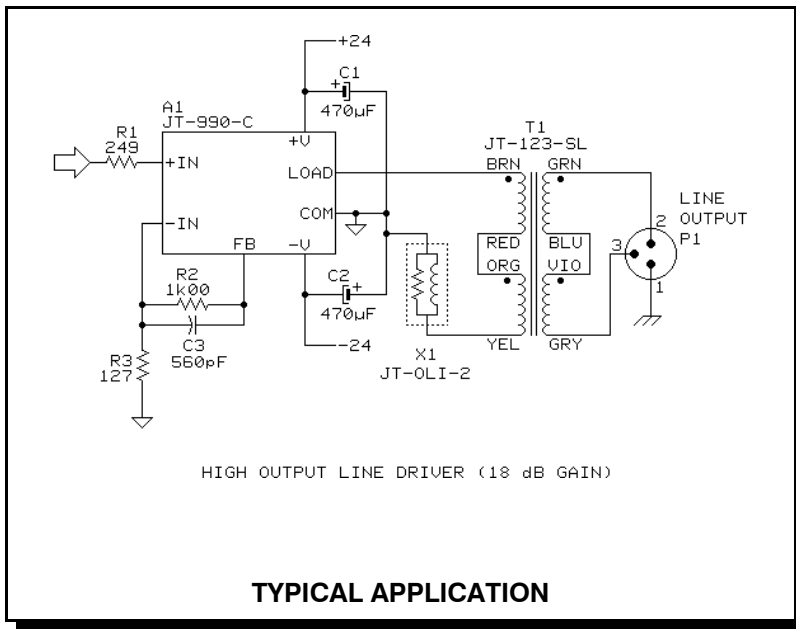 +24
C1
+
470µF
A1
JT-990-C
R1
249
+V
+IN
LOAD
-IN
COM
FB
-V
R2
1k00
C3
560pF
R3
127
C2
+
470µF
-24
X1
JT-OLI-2
T1
JT-123-SL
BRN GRN
RED BLU
ORG VIO
YEL GRY
LINE
OUTPUT
P1
2
3
1
HIGH OUTPUT LINE DRIVER (18 dB GAIN)
TYPICAL APPLICATION